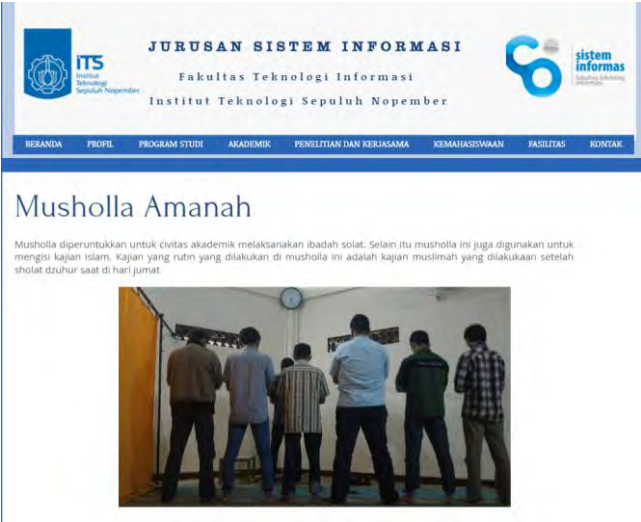 iTS
Institut
Teknologi
Sepuluh Nopember
JURUSAN SISTEM INFORMASI
Fakultas Teknologi Informasi
Institut Teknologi Sepuluh Nopember
sistem
informas
fakultas teknologi
informasi
BERANDA PROFIL PROGRAM STUDI AKADEMIK PENELITIAN DAN KERJASAMA KEMAHASISWAAN FASILITAS KONTAK
Musholla Amanah
Musholla diperuntukkan untuk civitas akademik melaksanakan ibadah solat. Selain itu musholla ini juga digunakan untuk
mengisi kajian islam. Kajian yang rutin yang dilakukan di musholla ini adalah kajian muslimah yang dilakukaan setelah
sholat dzuhur saat di hari jumat